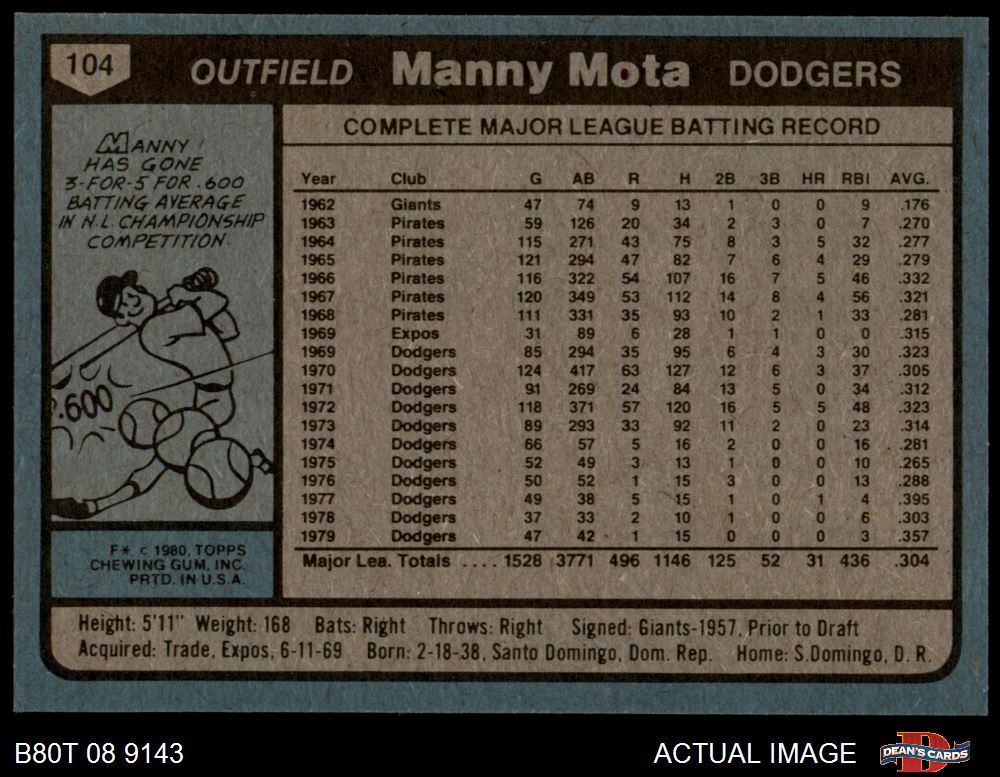 104
OUTFIELD Manny Mota DODGERS
MANNY
HAS GONE
3-FOR-5 FOR .600
BATTING AVERAGE
IN N.L. CHAMPIONSHIP
COMPETITION.
.600
F* © 1980, TOPPS
CHEWING GUM, INC.
PRTD. IN U.S.A.
COMPLETE MAJOR LEAGUE BATTING RECORD
Year Club G AB R H 2B 3B HR RBI AVG.
1962 Giants 47 74 9 13 1 0 0 9 .176
1963 Pirates 59 126 20 34 2 3 0 7 .270
1964 Pirates 115 271 43 75 8 3 5 32 .277
1965 Pirates 121 294 47 82 7 6 4 29 .279
1966 Pirates 116 322 54 107 16 7 5 46 .332
1967 Pirates 120 349 53 112 14 8 4 56 .321
1968 Pirates 111 331 35 93 10 2 1 33 .281
1969 Expos 31 89 6 28 1 1 0 0 .315
1969 Dodgers 85 294 35 95 6 4 3 30 .323
1970 Dodgers 124 417 63 127 12 6 3 37 .305
1971 Dodgers 91 269 24 84 13 5 0 34 .312
1972 Dodgers 118 371 57 120 16 5 5 48 .323
1973 Dodgers 89 293 33 92 11 2 0 23 .314
1974 Dodgers 66 57 5 16 2 0 0 16 .281
1975 Dodgers 52 49 3 13 1 0 0 10 .265
1976 Dodgers 50 52 1 15 3 0 0 13 .288
1977 Dodgers 49 38 5 15 1 0 1 4 .395
1978 Dodgers 37 33 2 10 1 0 0 6 .303
1979 Dodgers 47 42 1 15 0 0 0 3 .357
Major Lea. Totals .... 1528 3771 496 1146 125 52 31 436 .304
Height: 5'11" Weight: 168 Bats: Right Throws: Right Signed: Giants-1957, Prior to Draft
Acquired: Trade, Expos, 6-11-69 Born: 2-18-38, Santo Domingo, Dom. Rep. Home: S.Domingo, D. R.
B80T 08 9143
ACTUAL IMAGE
DEAN'S CARDS